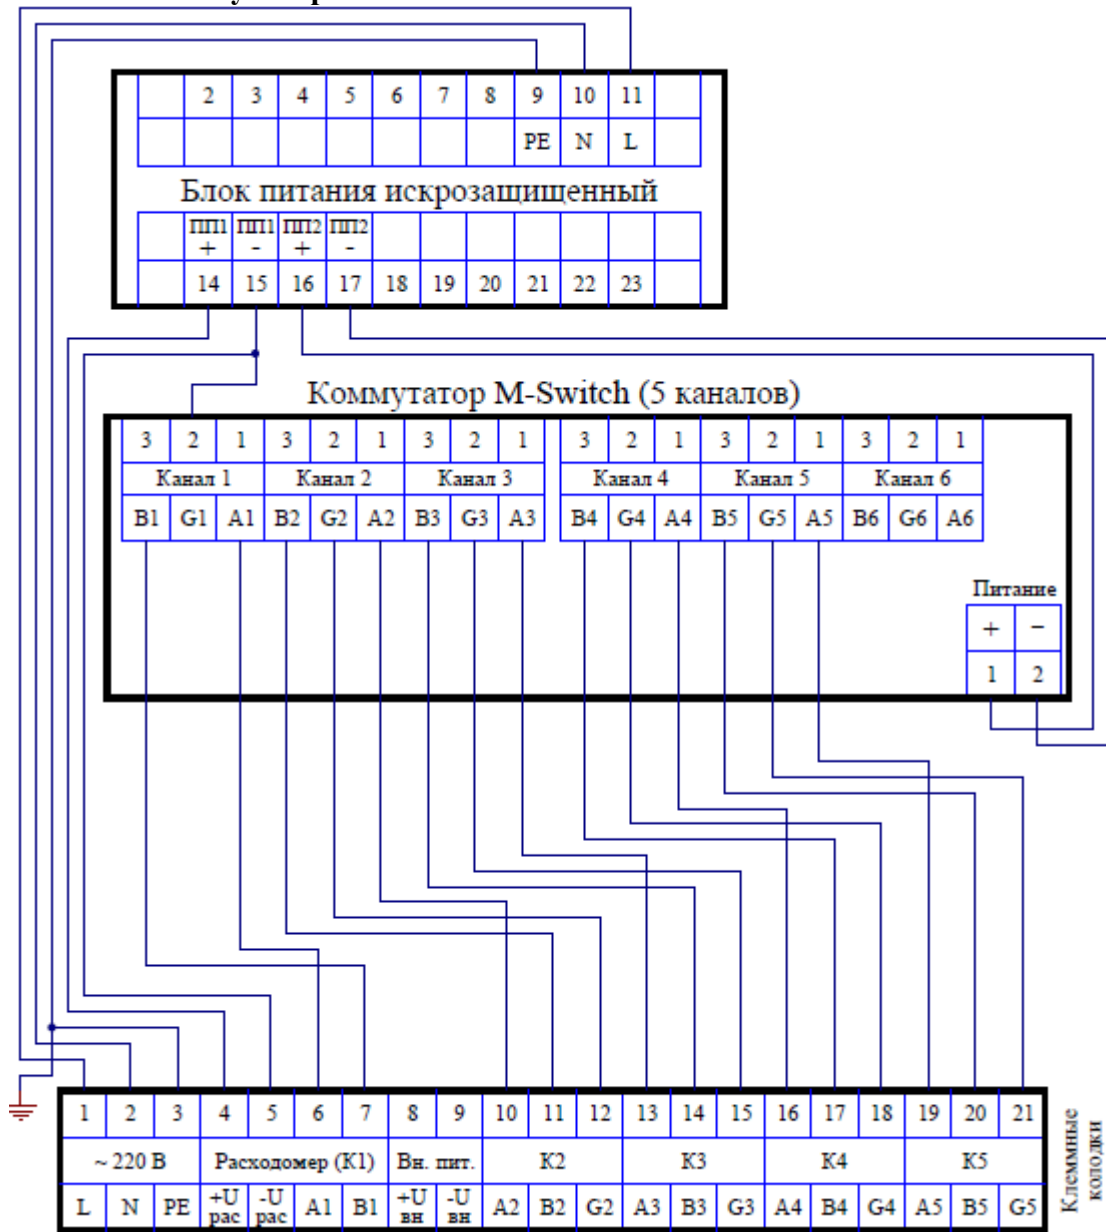 2 3 4 5 6 7 8 9 10 11
PE N L
Блок питания искрозащищенный
ПП1 ПП1 ПП2 ПП2
+ - + -
14 15 16 17 18 19 20 21 22 23
Коммутатор M-Switch (5 каналов)
3 2 1 3 2 1 3 2 1 3 2 1 3 2 1 3 2 1
Канал 1 Канал 2 Канал 3 Канал 4 Канал 5 Канал 6
B1 G1 A1 B2 G2 A2 B3 G3 A3 B4 G4 A4 B5 G5 A5 B6 G6 A6
Питание
+ −
1 2
1 2 3 4 5 6 7 8 9 10 11 12 13 14 15 16 17 18 19 20 21
~ 220 В Расходомер (К1) Вн. пит. К2 К3 К4 К5
L N PE +U рас -U рас A1 B1 +U вн -U вн A2 B2 G2 A3 B3 G3 A4 B4 G4 A5 B5 G5
Клеммные
колодки